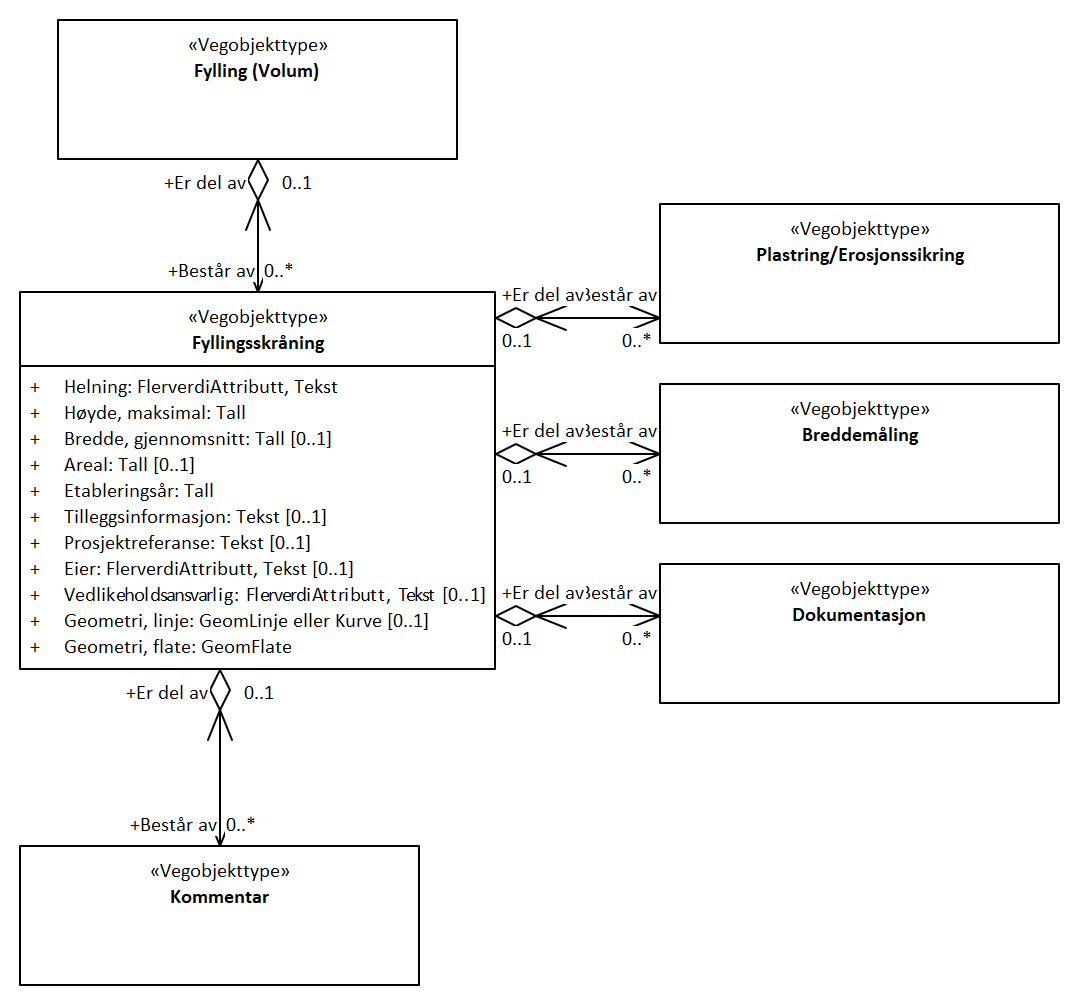 «Vegobjekttype»
Fylling (Volum)
+Er del av 0..1
+Består av 0..*
«Vegobjekttype»
Fyllingsskråning
+ Helning: FlerverdiAttributt, Tekst
+ Høyde, maksimal: Tall
+ Bredde, gjennomsnitt: Tall [0..1]
+ Areal: Tall [0..1]
+ Etableringsår: Tall
+ Tilleggsinformasjon: Tekst [0..1]
+ Prosjektreferanse: Tekst [0..1]
+ Eier: FlerverdiAttributt, Tekst [0..1]
+ Vedlikeholdsansvarlig: FlerverdiAttributt, Tekst [0..1]
+ Geometri, linje: GeomLinje eller Kurve [0..1]
+ Geometri, flate: GeomFlate
«Vegobjekttype»
Plastring/Erosjonssikring
+Er del av Består av
0..1 0..*
«Vegobjekttype»
Breddemåling
+Er del av Består av
0..1 0..*
«Vegobjekttype»
Dokumentasjon
+Er del av Består av
0..1 0..*
+Er del av 0..1
+Består av 0..*
«Vegobjekttype»
Kommentar